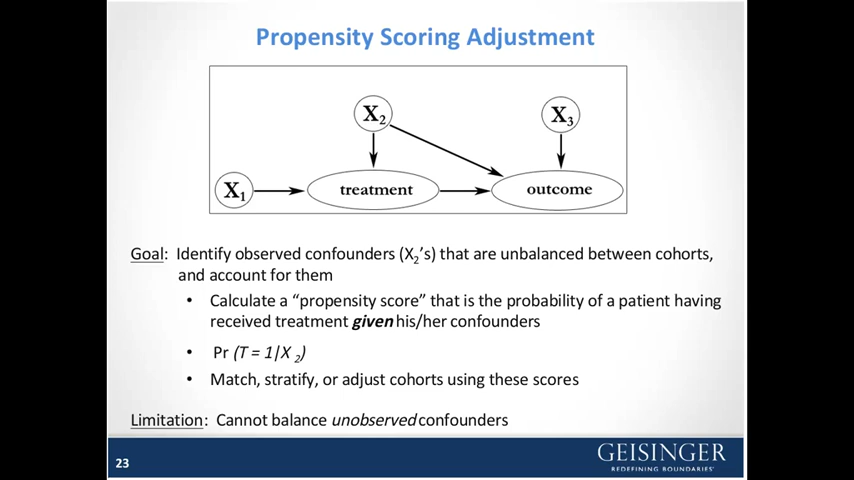 Propensity Scoring Adjustment
X2
X3
X1
treatment
outcome
Goal: Identify observed confounders (X2's) that are unbalanced between cohorts,
and account for them
• Calculate a “propensity score” that is the probability of a patient having
received treatment given his/her confounders
• Pr (T = 1/X 2)
• Match, stratify, or adjust cohorts using these scores
Limitation: Cannot balance unobserved confounders
23
GEISINGER
REDEFINING BOUNDARIES